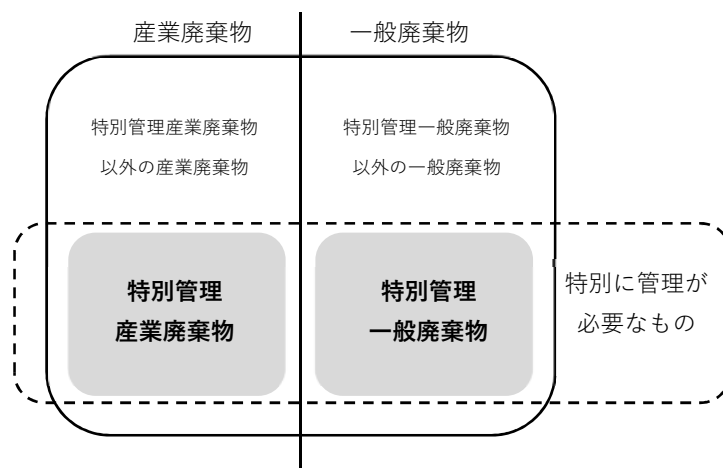 産業廃棄物
一般廃棄物
特別管理産業廃棄物
以外の産業廃棄物
特別管理一般廃棄物
以外の一般廃棄物
特別管理
産業廃棄物
特別管理
一般廃棄物
特別に管理が
必要なもの